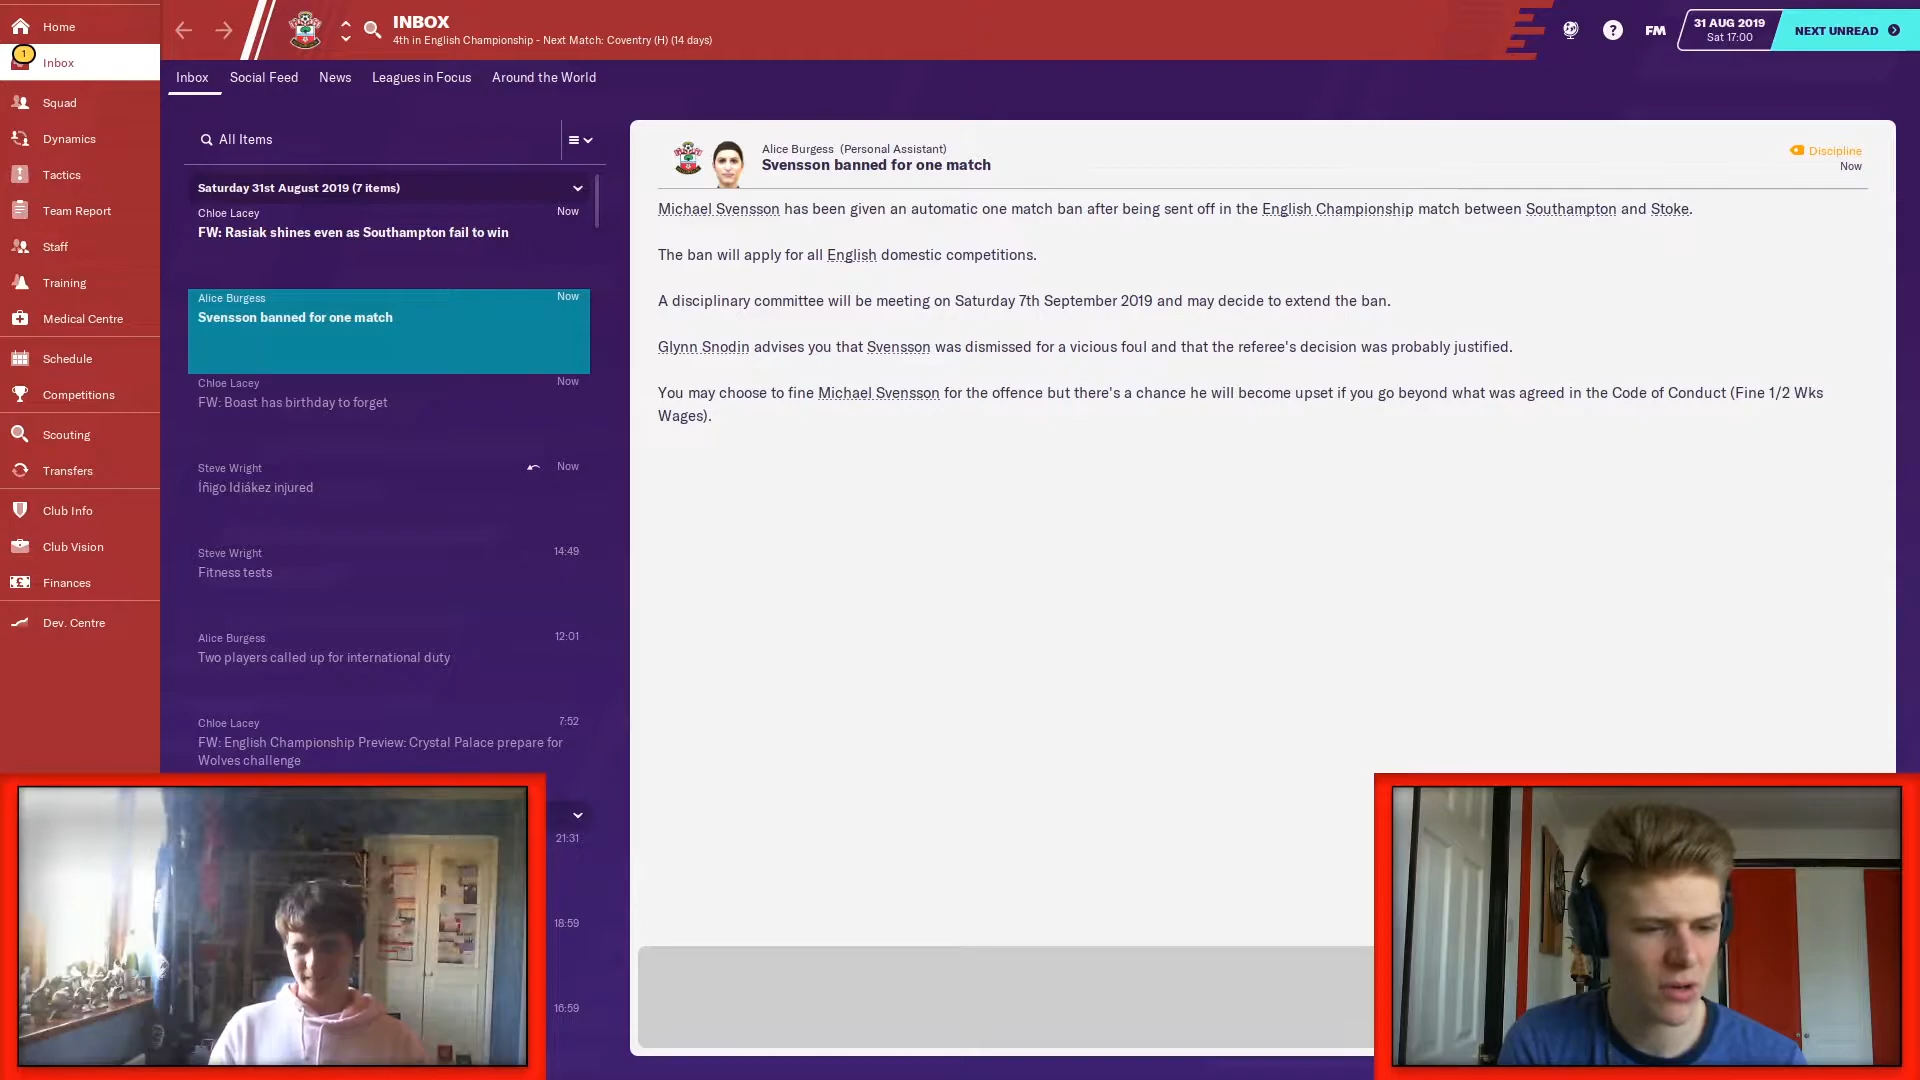 Home
1
Inbox
Squad
Dynamics
Tactics
Team Report
Staff
Training
Medical Centre
Schedule
Competitions
Scouting
Transfers
Club Info
Club Vision
Finances
Dev. Centre
INBOX
4th in English Championship - Next Match: Coventry (H) (14 days)
?
FM
31 AUG 2019
Sat 17:00
NEXT UNREAD
Inbox
Social Feed
News
Leagues in Focus
Around the World
All Items
Saturday 31st August 2019 (7 items)
Chloe Lacey
Now
FW: Rasiak shines even as Southampton fail to win
Alice Burgess
Now
Svensson banned for one match
Chloe Lacey
Now
FW: Boast has birthday to forget
Steve Wright
Now
Íñigo Idiákez injured
Steve Wright
14:49
Fitness tests
Alice Burgess
12:01
Two players called up for international duty
Chloe Lacey
7:52
FW: English Championship Preview: Crystal Palace prepare for
Wolves challenge
21:31
18:59
16:59
Alice Burgess (Personal Assistant)
Svensson banned for one match
Discipline
Now
Michael Svensson has been given an automatic one match ban after being sent off in the English Championship match between Southampton and Stoke.
The ban will apply for all English domestic competitions.
A disciplinary committee will be meeting on Saturday 7th September 2019 and may decide to extend the ban.
Glynn Snodin advises you that Svensson was dismissed for a vicious foul and that the referee's decision was probably justified.
You may choose to fine Michael Svensson for the offence but there's a chance he will become upset if you go beyond what was agreed in the Code of Conduct (Fine 1/2 Wks
Wages).